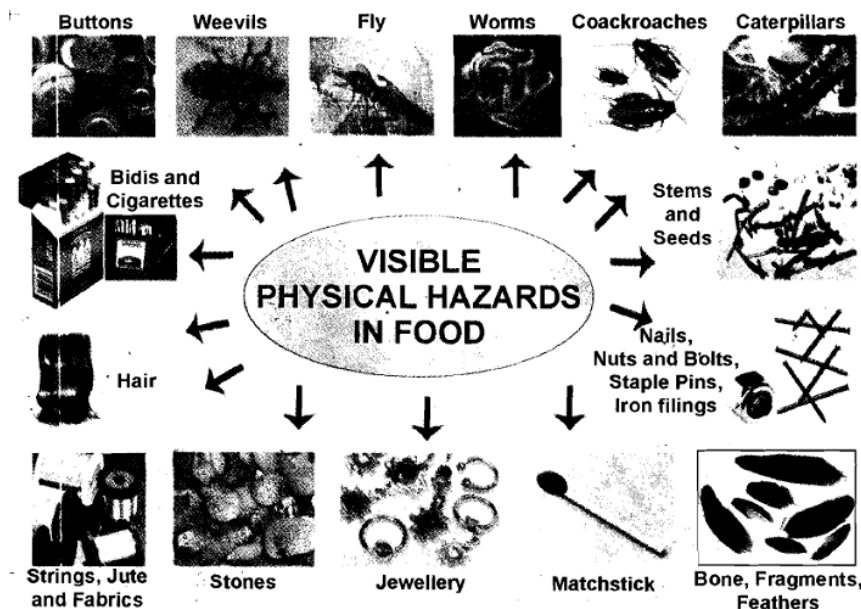 Buttons
Weevils
Fly
Worms
Coackroaches
Caterpillars
Bidis and
Cigarettes
Stems
and
Seeds
VISIBLE
PHYSICAL HAZARDS
IN FOOD
Hair
Nails,
Nuts and Bolts,
Staple Pins,
Iron filings
Strings, Jute
and Fabrics
Stones
Jewellery
Matchstick
Bone, Fragments,
Feathers